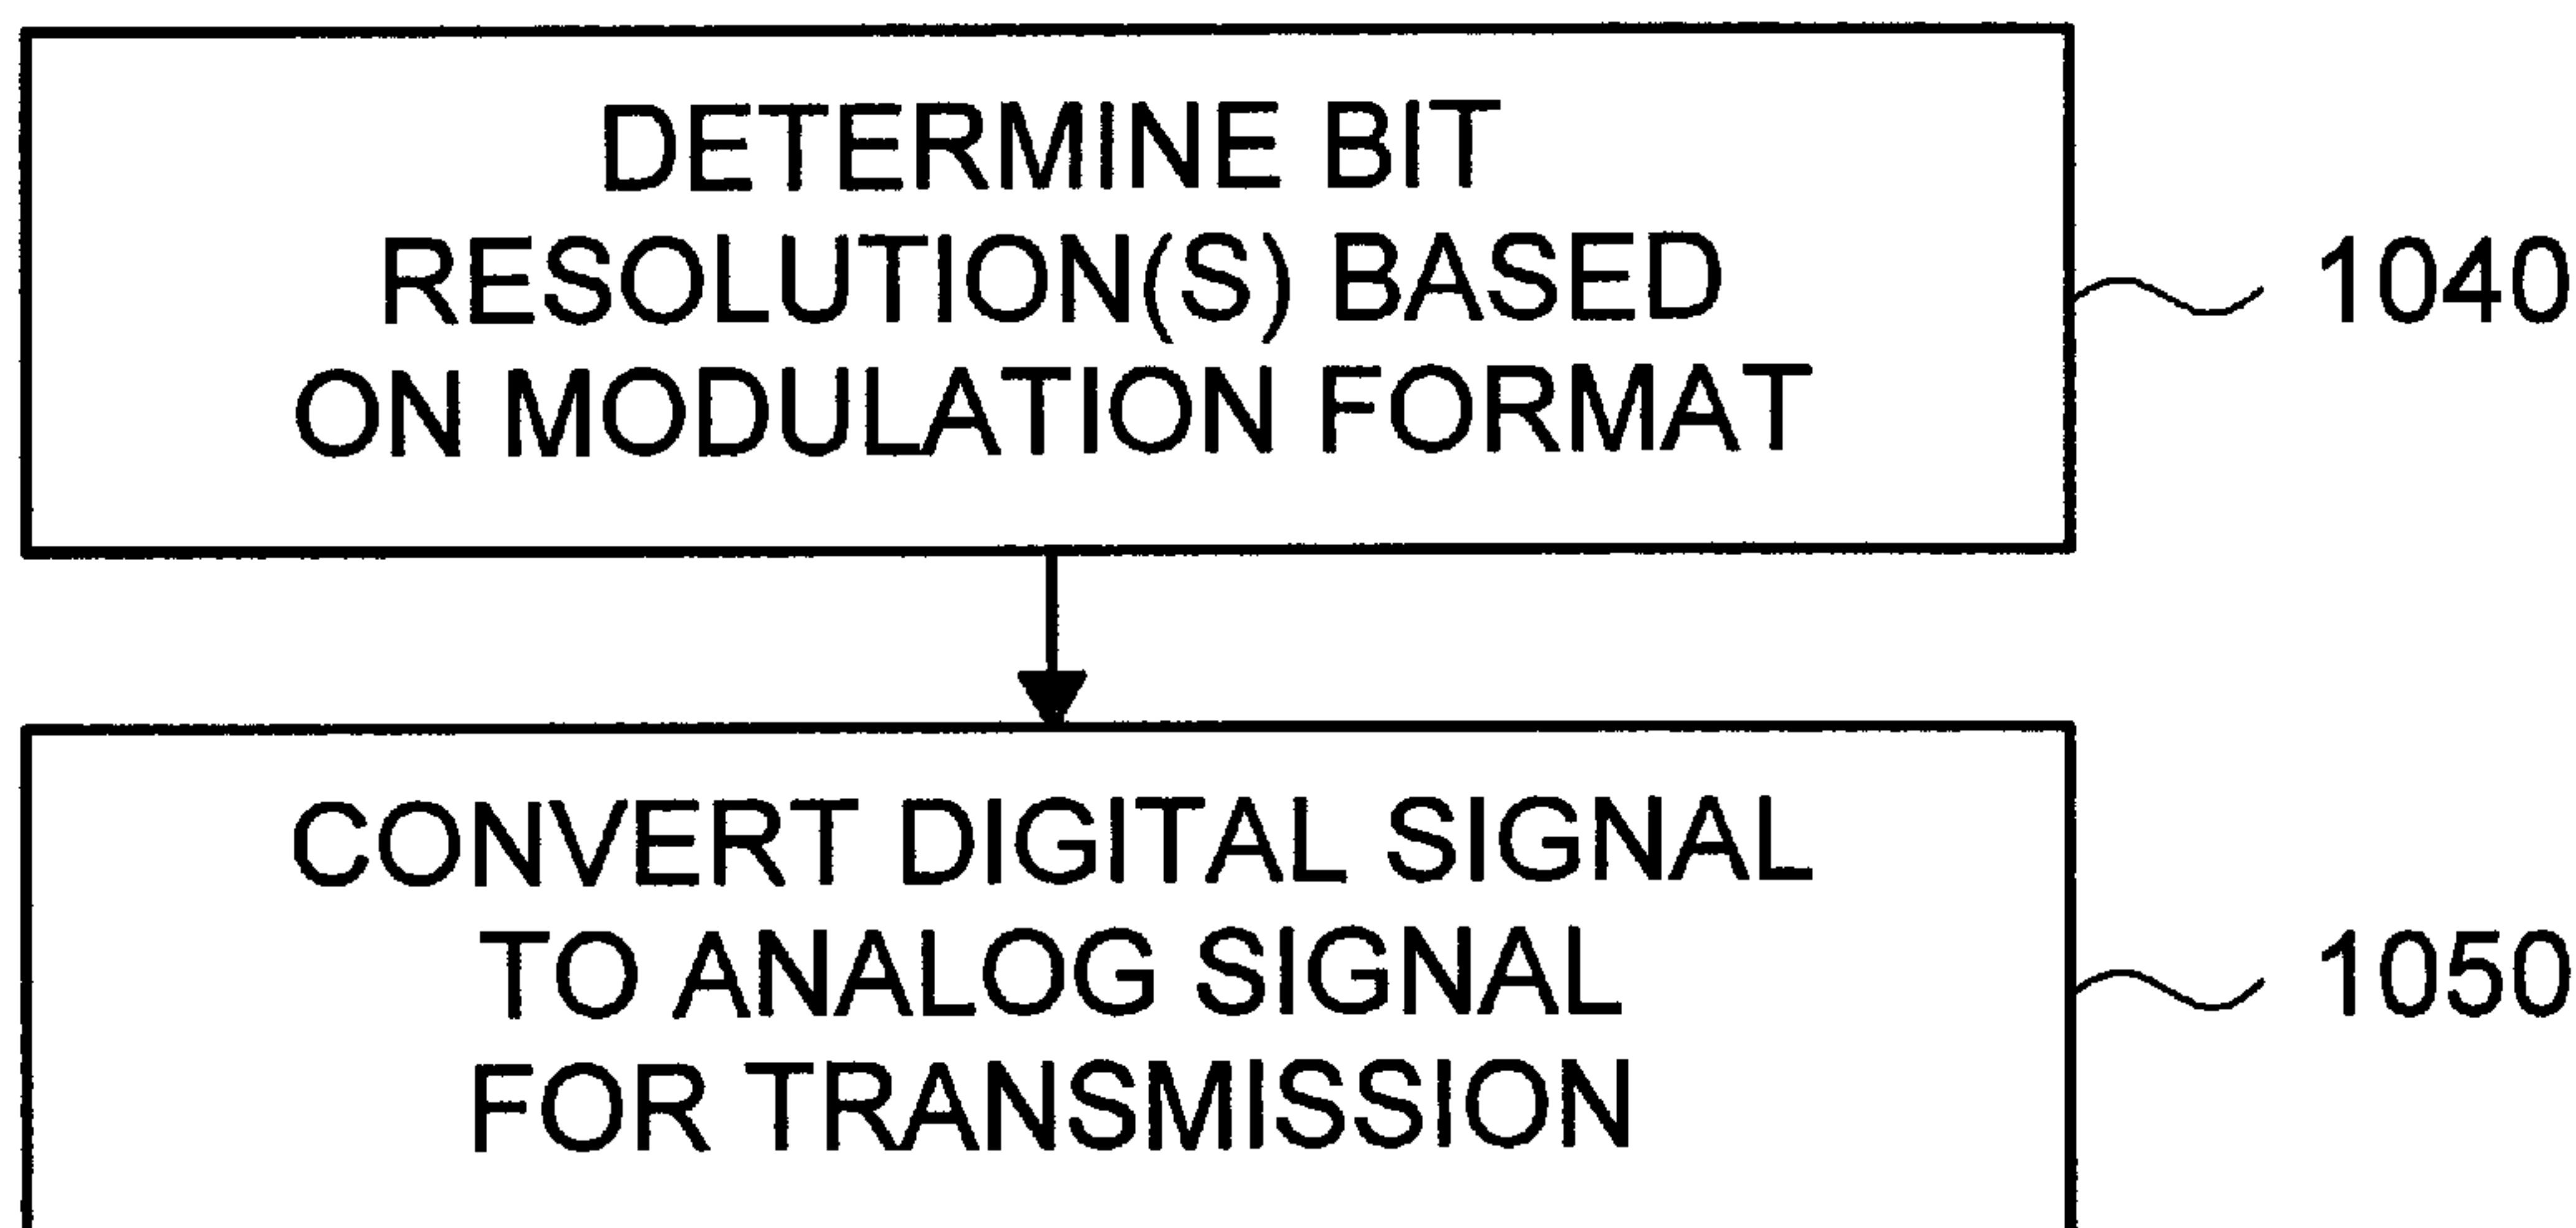 DETERMINE BIT
RESOLUTION(S) BASED
ON MODULATION FORMAT
1040
CONVERT DIGITAL SIGNAL
TO ANALOG SIGNAL
FOR TRANSMISSION
1050